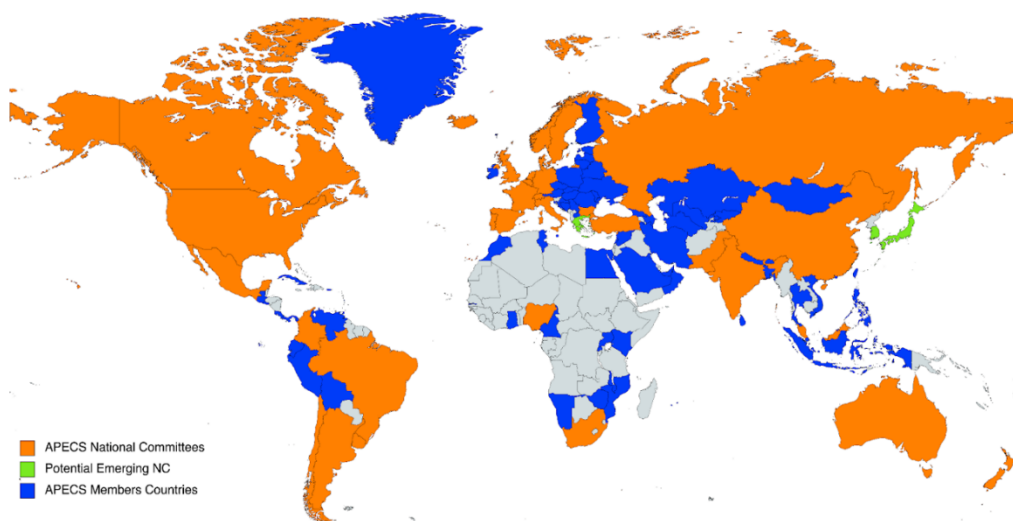 APECS National Committees
Potential Emerging NC
APECS Members Countries